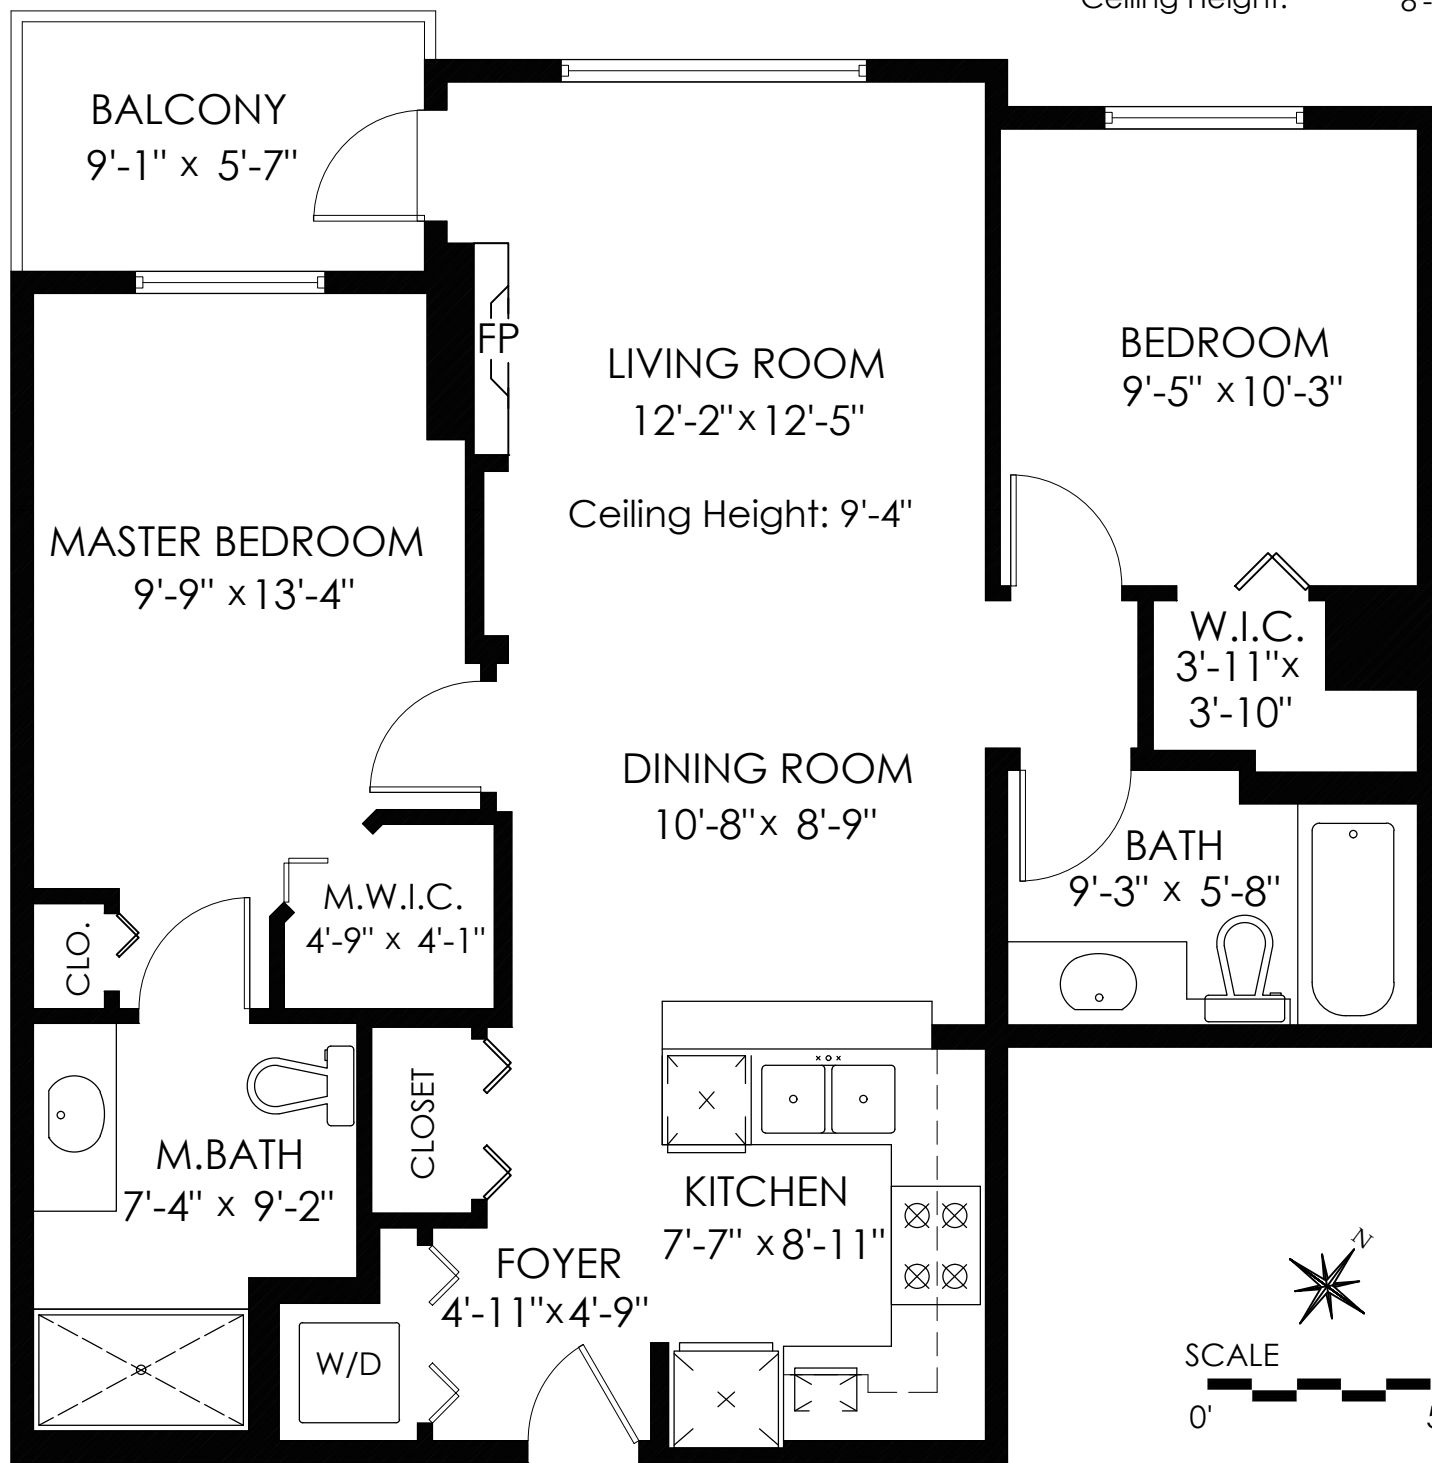 Ceiling Height:
BALCONY
9'-1" x 5'-7"
FP
LIVING ROOM
12'-2" x 12'-5"
Ceiling Height: 9'-4"
BEDROOM
9'-5" x 10'-3"
MASTER BEDROOM
9'-9" x 13'-4"
W.I.C.
3'-11" x
3'-10"
DINING ROOM
10'-8" x 8'-9"
BATH
9'-3" x 5'-8"
M.W.I.C.
4'-9" x 4'-1"
CLO.
CLOSET
M.BATH
7'-4" x 9'-2"
KITCHEN
7'-7" x 8'-11"
FOYER
4'-11" x 4'-9"
W/D
N
SCALE
0'